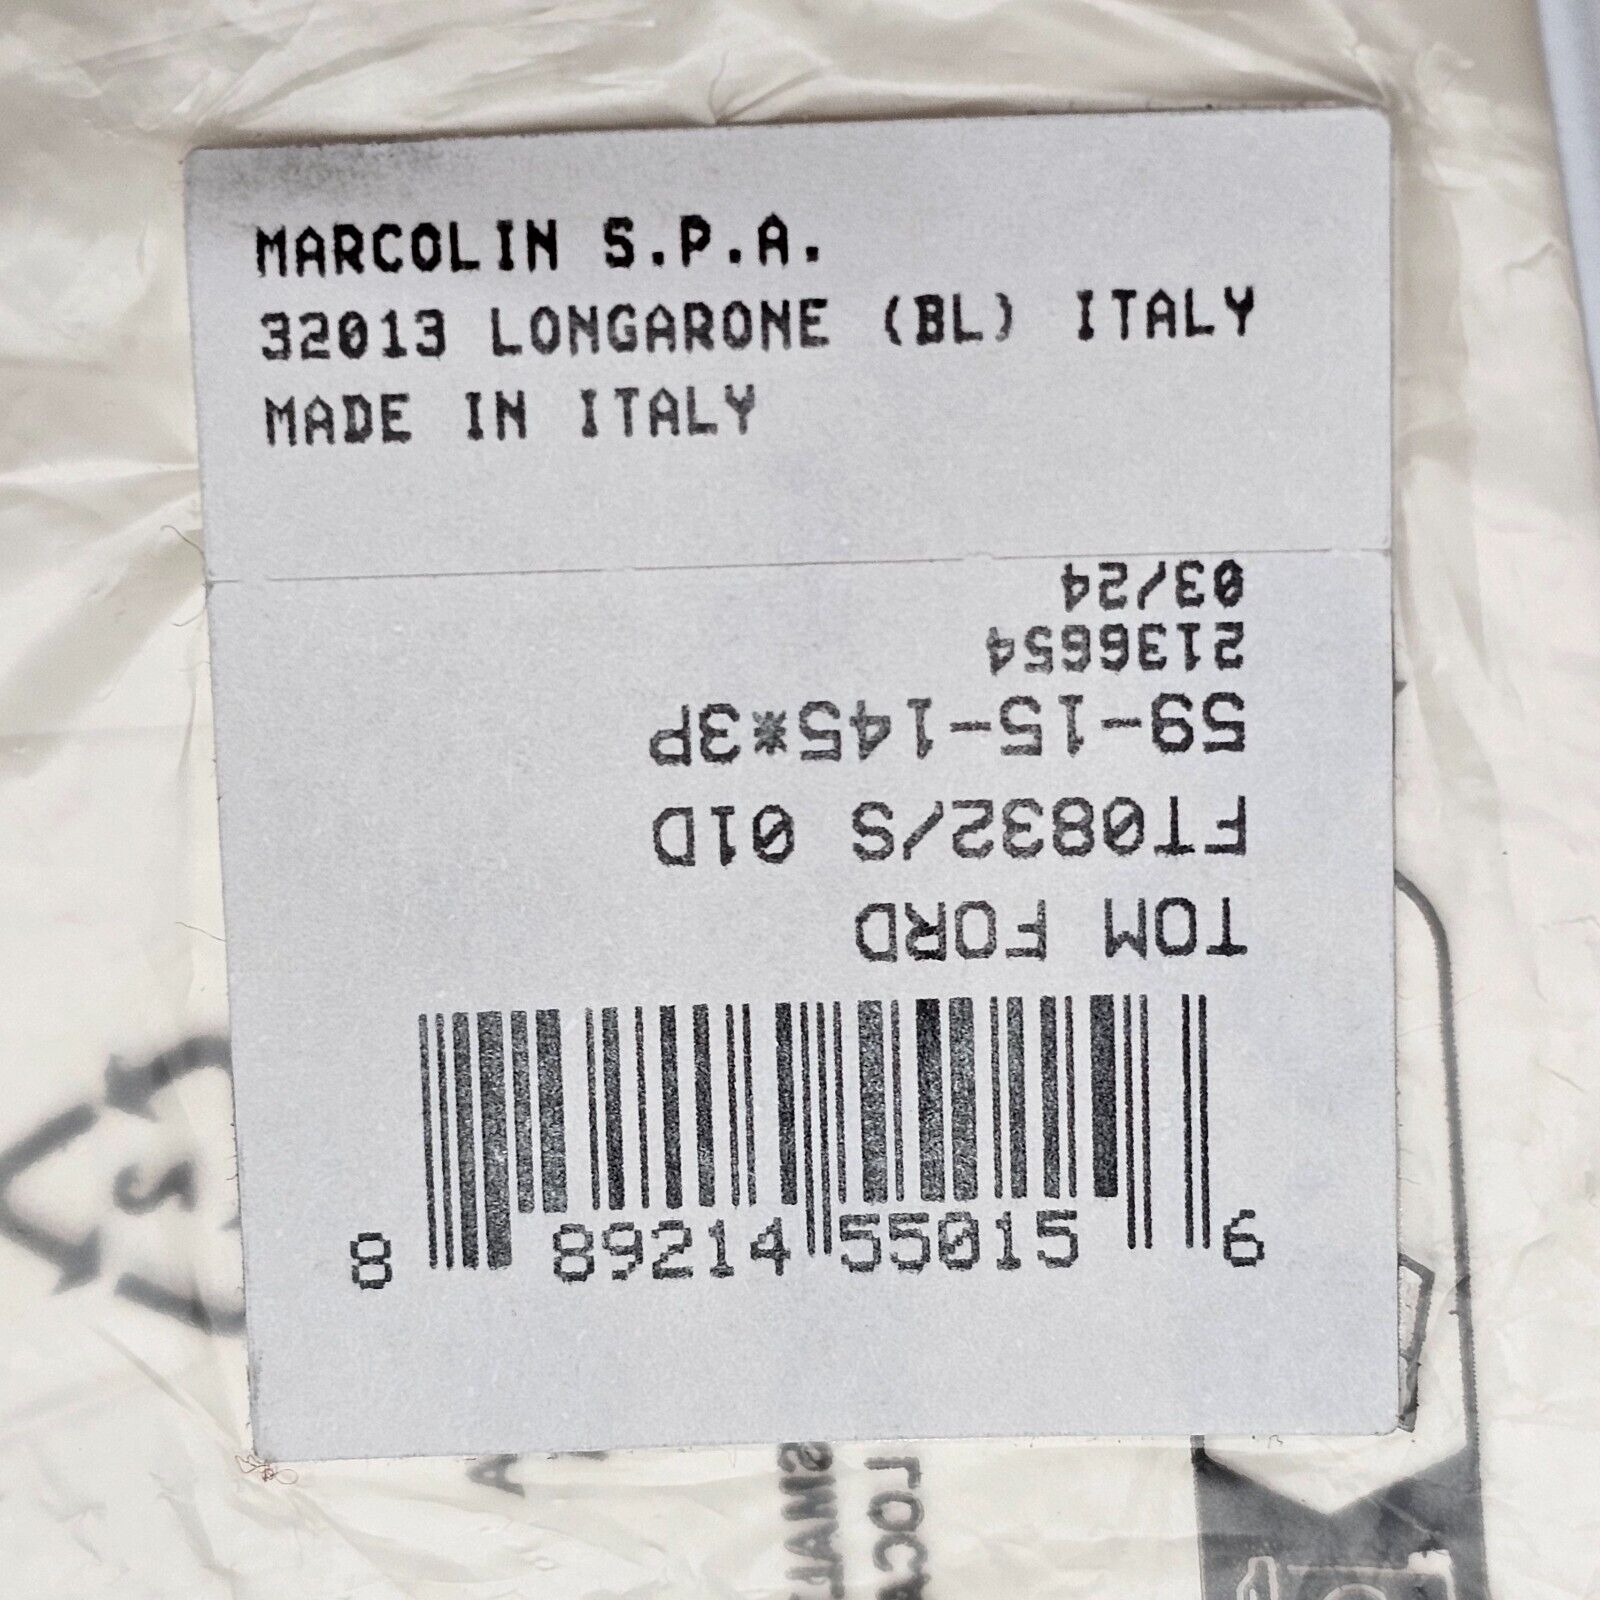 MARCOLIN S.P.A.
32013 LONGARONE (BL) ITALY
MADE IN ITALY
TOM FORD
FT0832/S 01D
59-15-145*3P
2136654
03/24
8 89214 55015 6